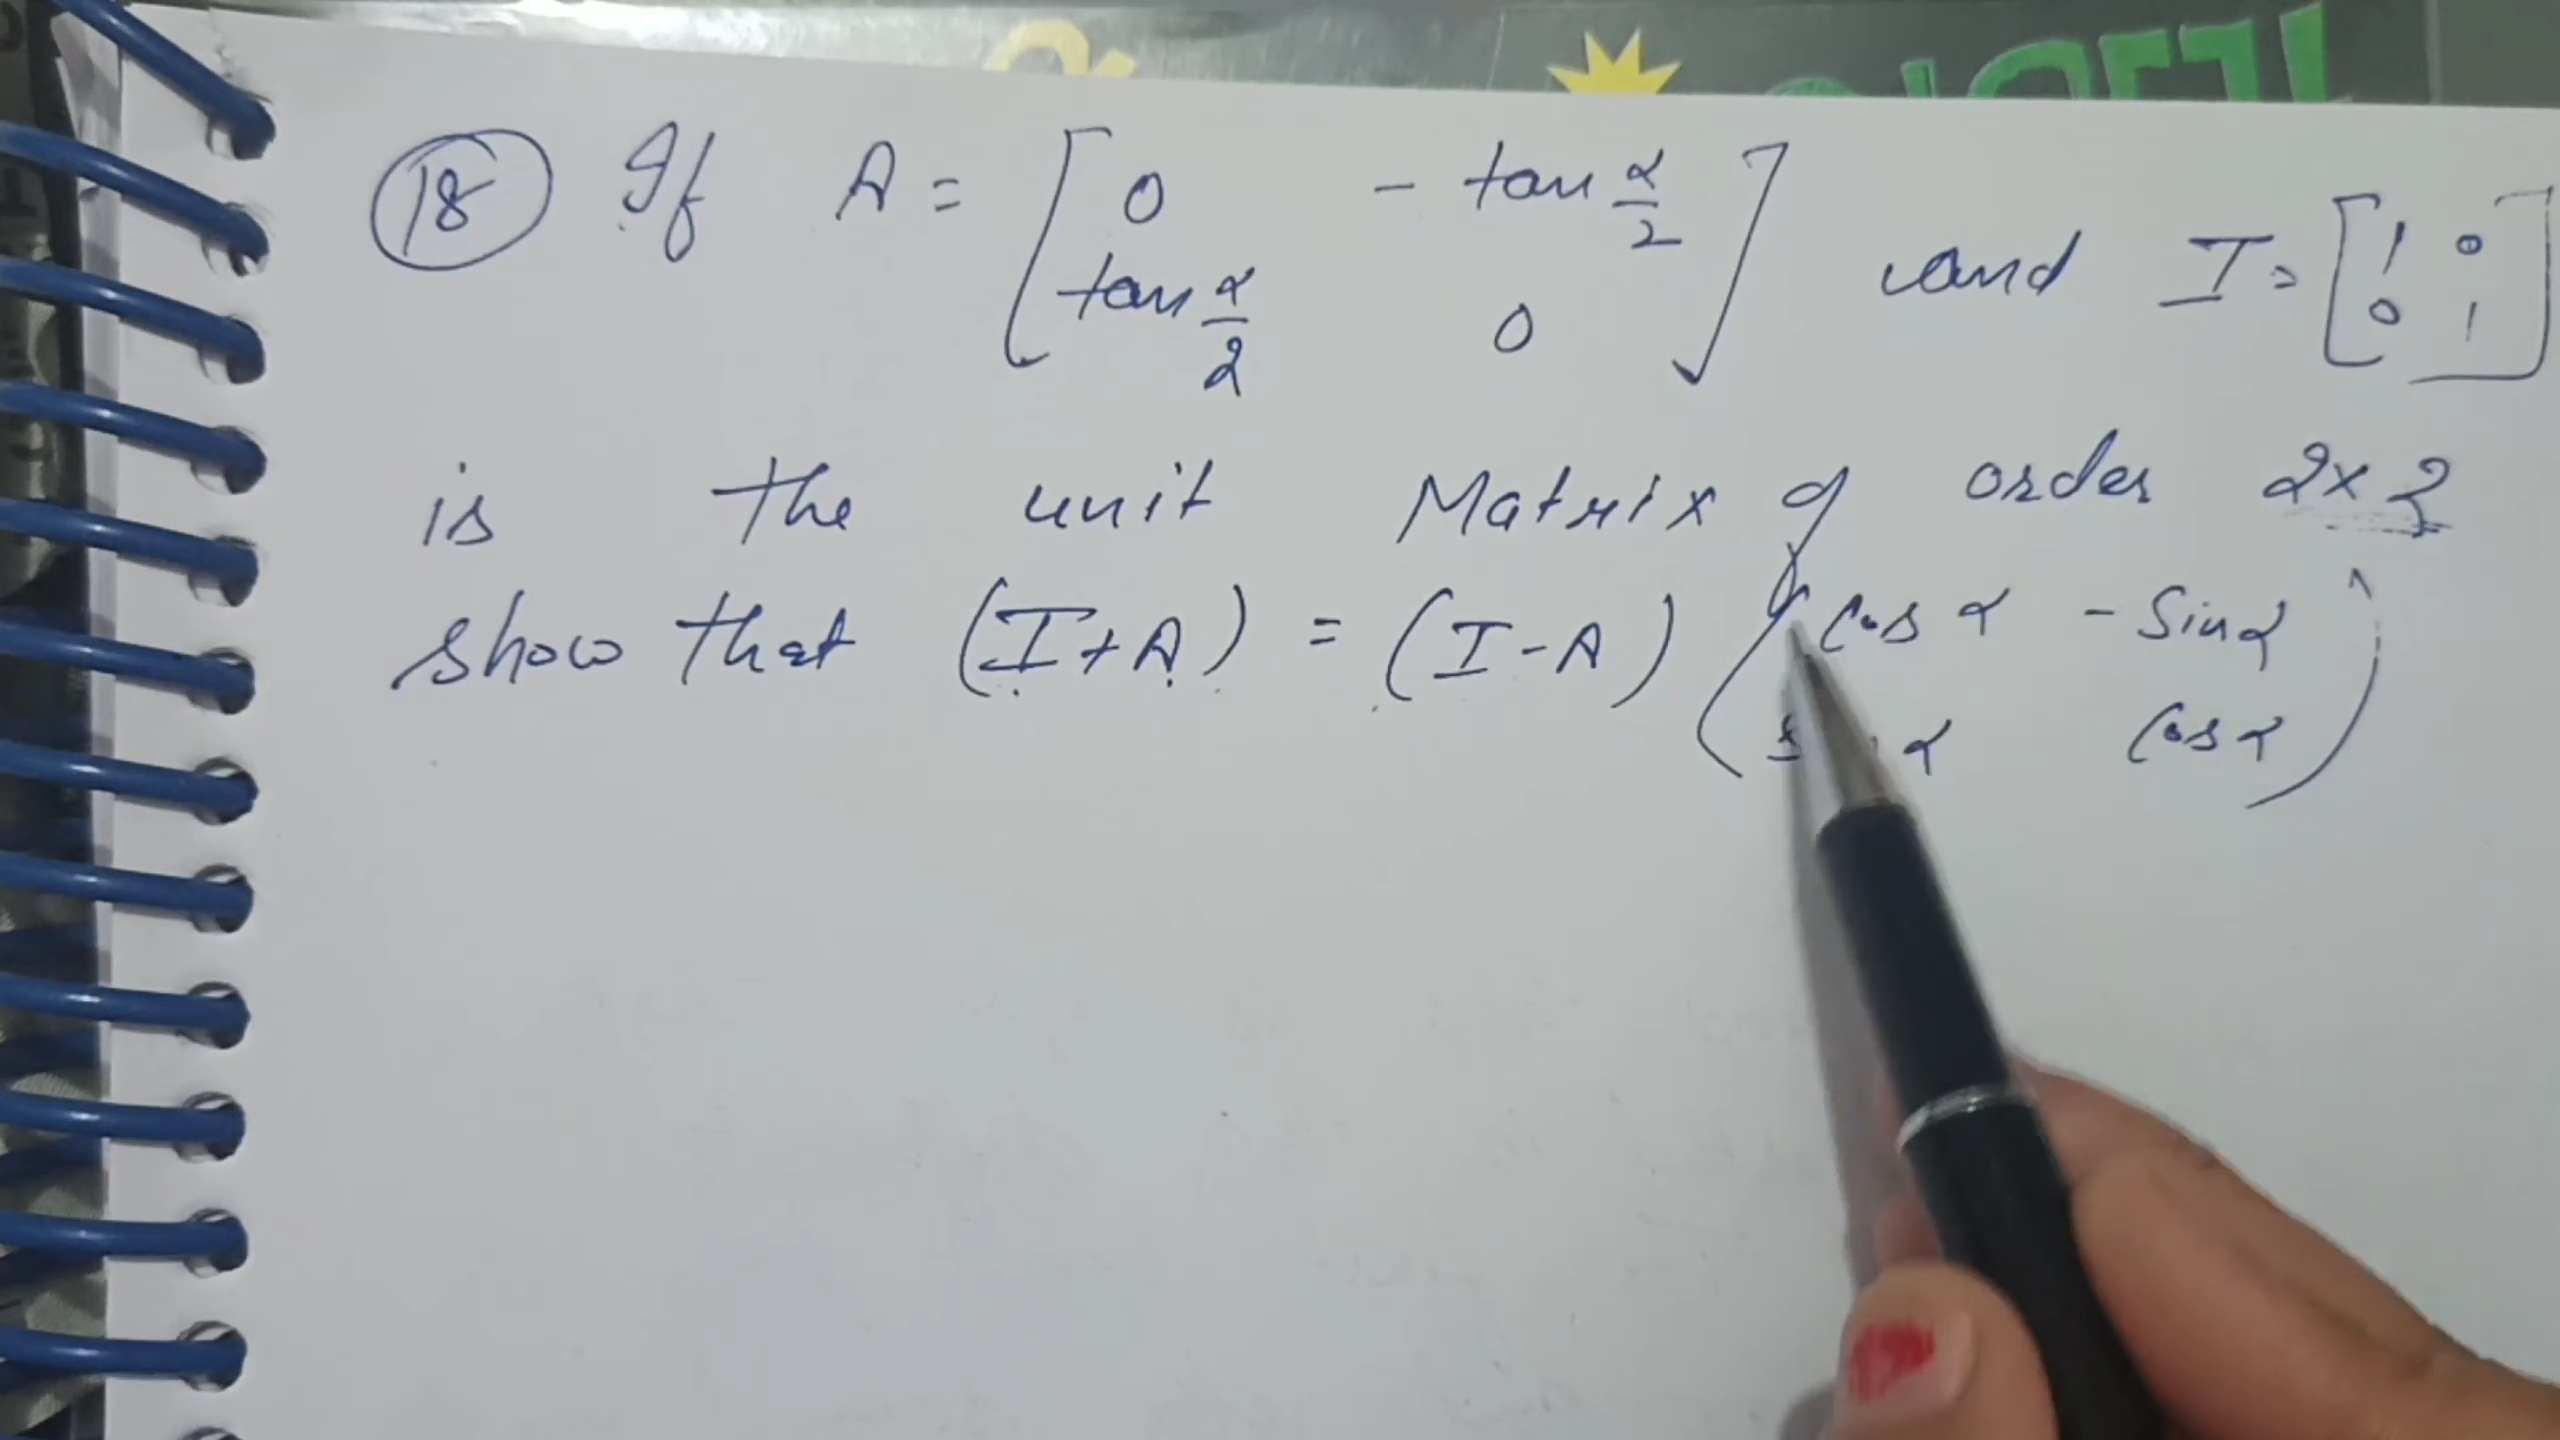 18 If A = [ 0 - tan α/2
tan α/2 0 ] and I = [ 1 0
0 1 ]
is the unit Matrix of order 2×2
show that (I+A) = (I-A) ( cos α - Sin α
α Cos α )